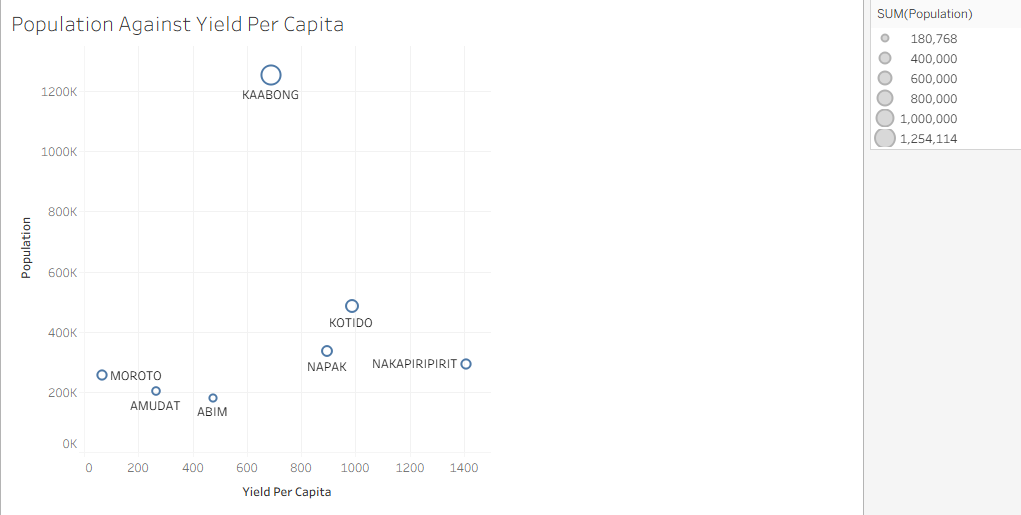 Population Against Yield Per Capita
SUM(Population)
180,768
400,000
600,000
800,000
1,000,000
1,254,114
Population
1200K
1000K
800K
600K
400K
200K
0K
KAABONG
KOTIDO
NAPAK
NAKAPIRIPIRIT
MOROTO
AMUDAT
ABIM
0 200 400 600 800 1000 1200 1400
Yield Per Capita